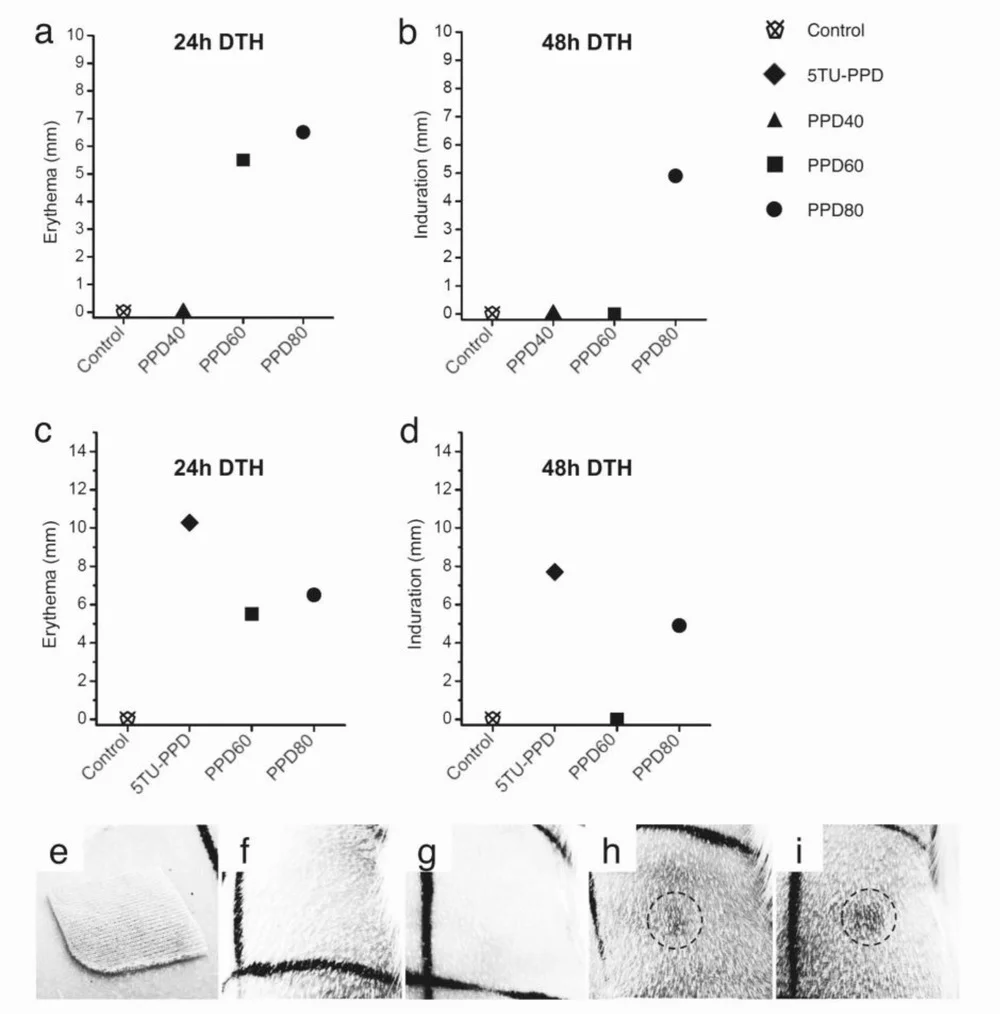 a
24h DTH
Erythema (mm)
10
9
8
7
6
5
4
3
2
1
0
Control
PPD40
PPD60
PPD80
b
48h DTH
Induration (mm)
10
9
8
7
6
5
4
3
2
1
0
Control
PPD40
PPD60
PPD80
Control
5TU-PPD
PPD40
PPD60
PPD80
c
24h DTH
Erythema (mm)
14
12
10
8
6
4
2
0
Control
5TU-PPD
PPD60
PPD80
d
48h DTH
Induration (mm)
14
12
10
8
6
4
2
0
Control
5TU-PPD
PPD60
PPD80
e
f
g
h
i